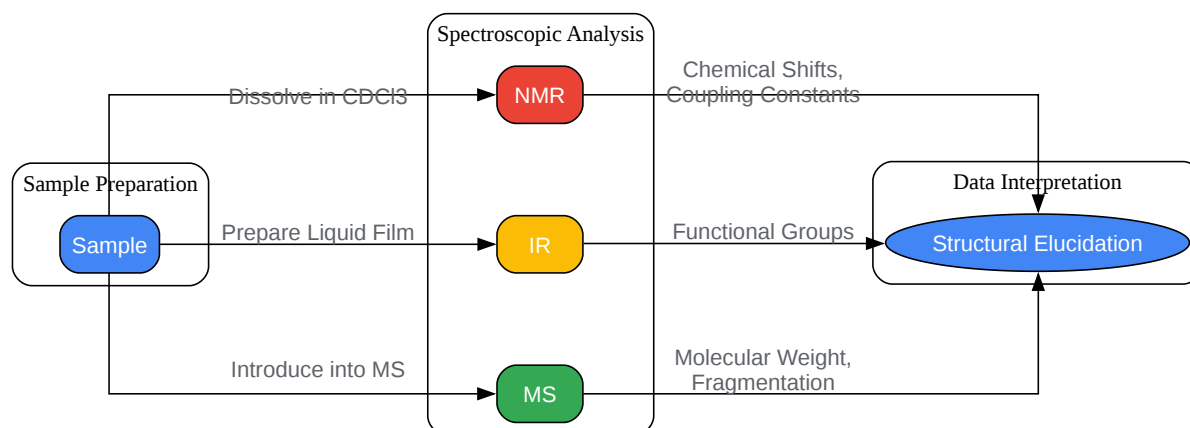 Spectroscopic Analysis
Dissolve in CDCl3
NMR
Chemical Shifts,
Coupling Constants
Sample Preparation
Sample
Prepare Liquid Film
IR
Functional Groups
Data Interpretation
Structural Elucidation
Introduce into MS
MS
Molecular Weight,
Fragmentation